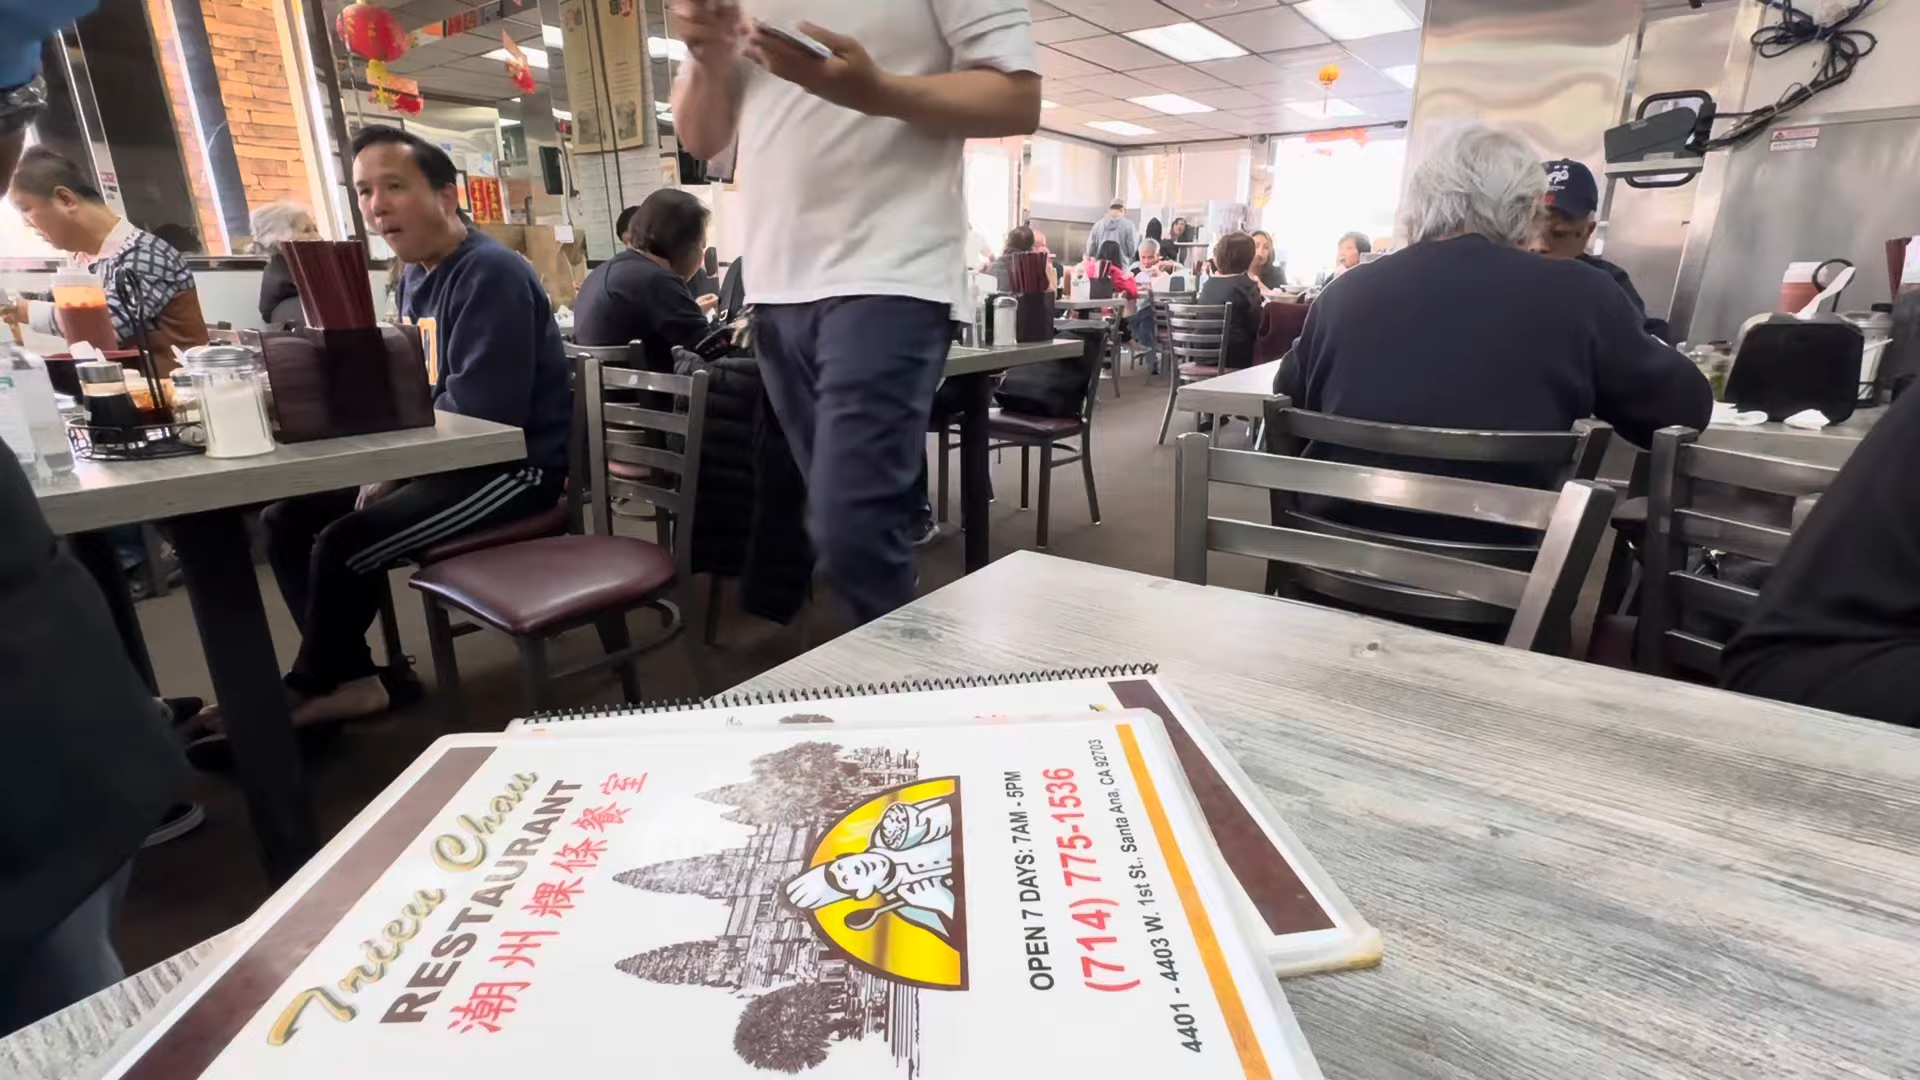 Trieu Chau
RESTAURANT
潮州粿條餐室
OPEN 7 DAYS: 7AM - 5PM
(714) 775-1536
4401 - 4403 W. 1st St., Santa Ana, CA 92703